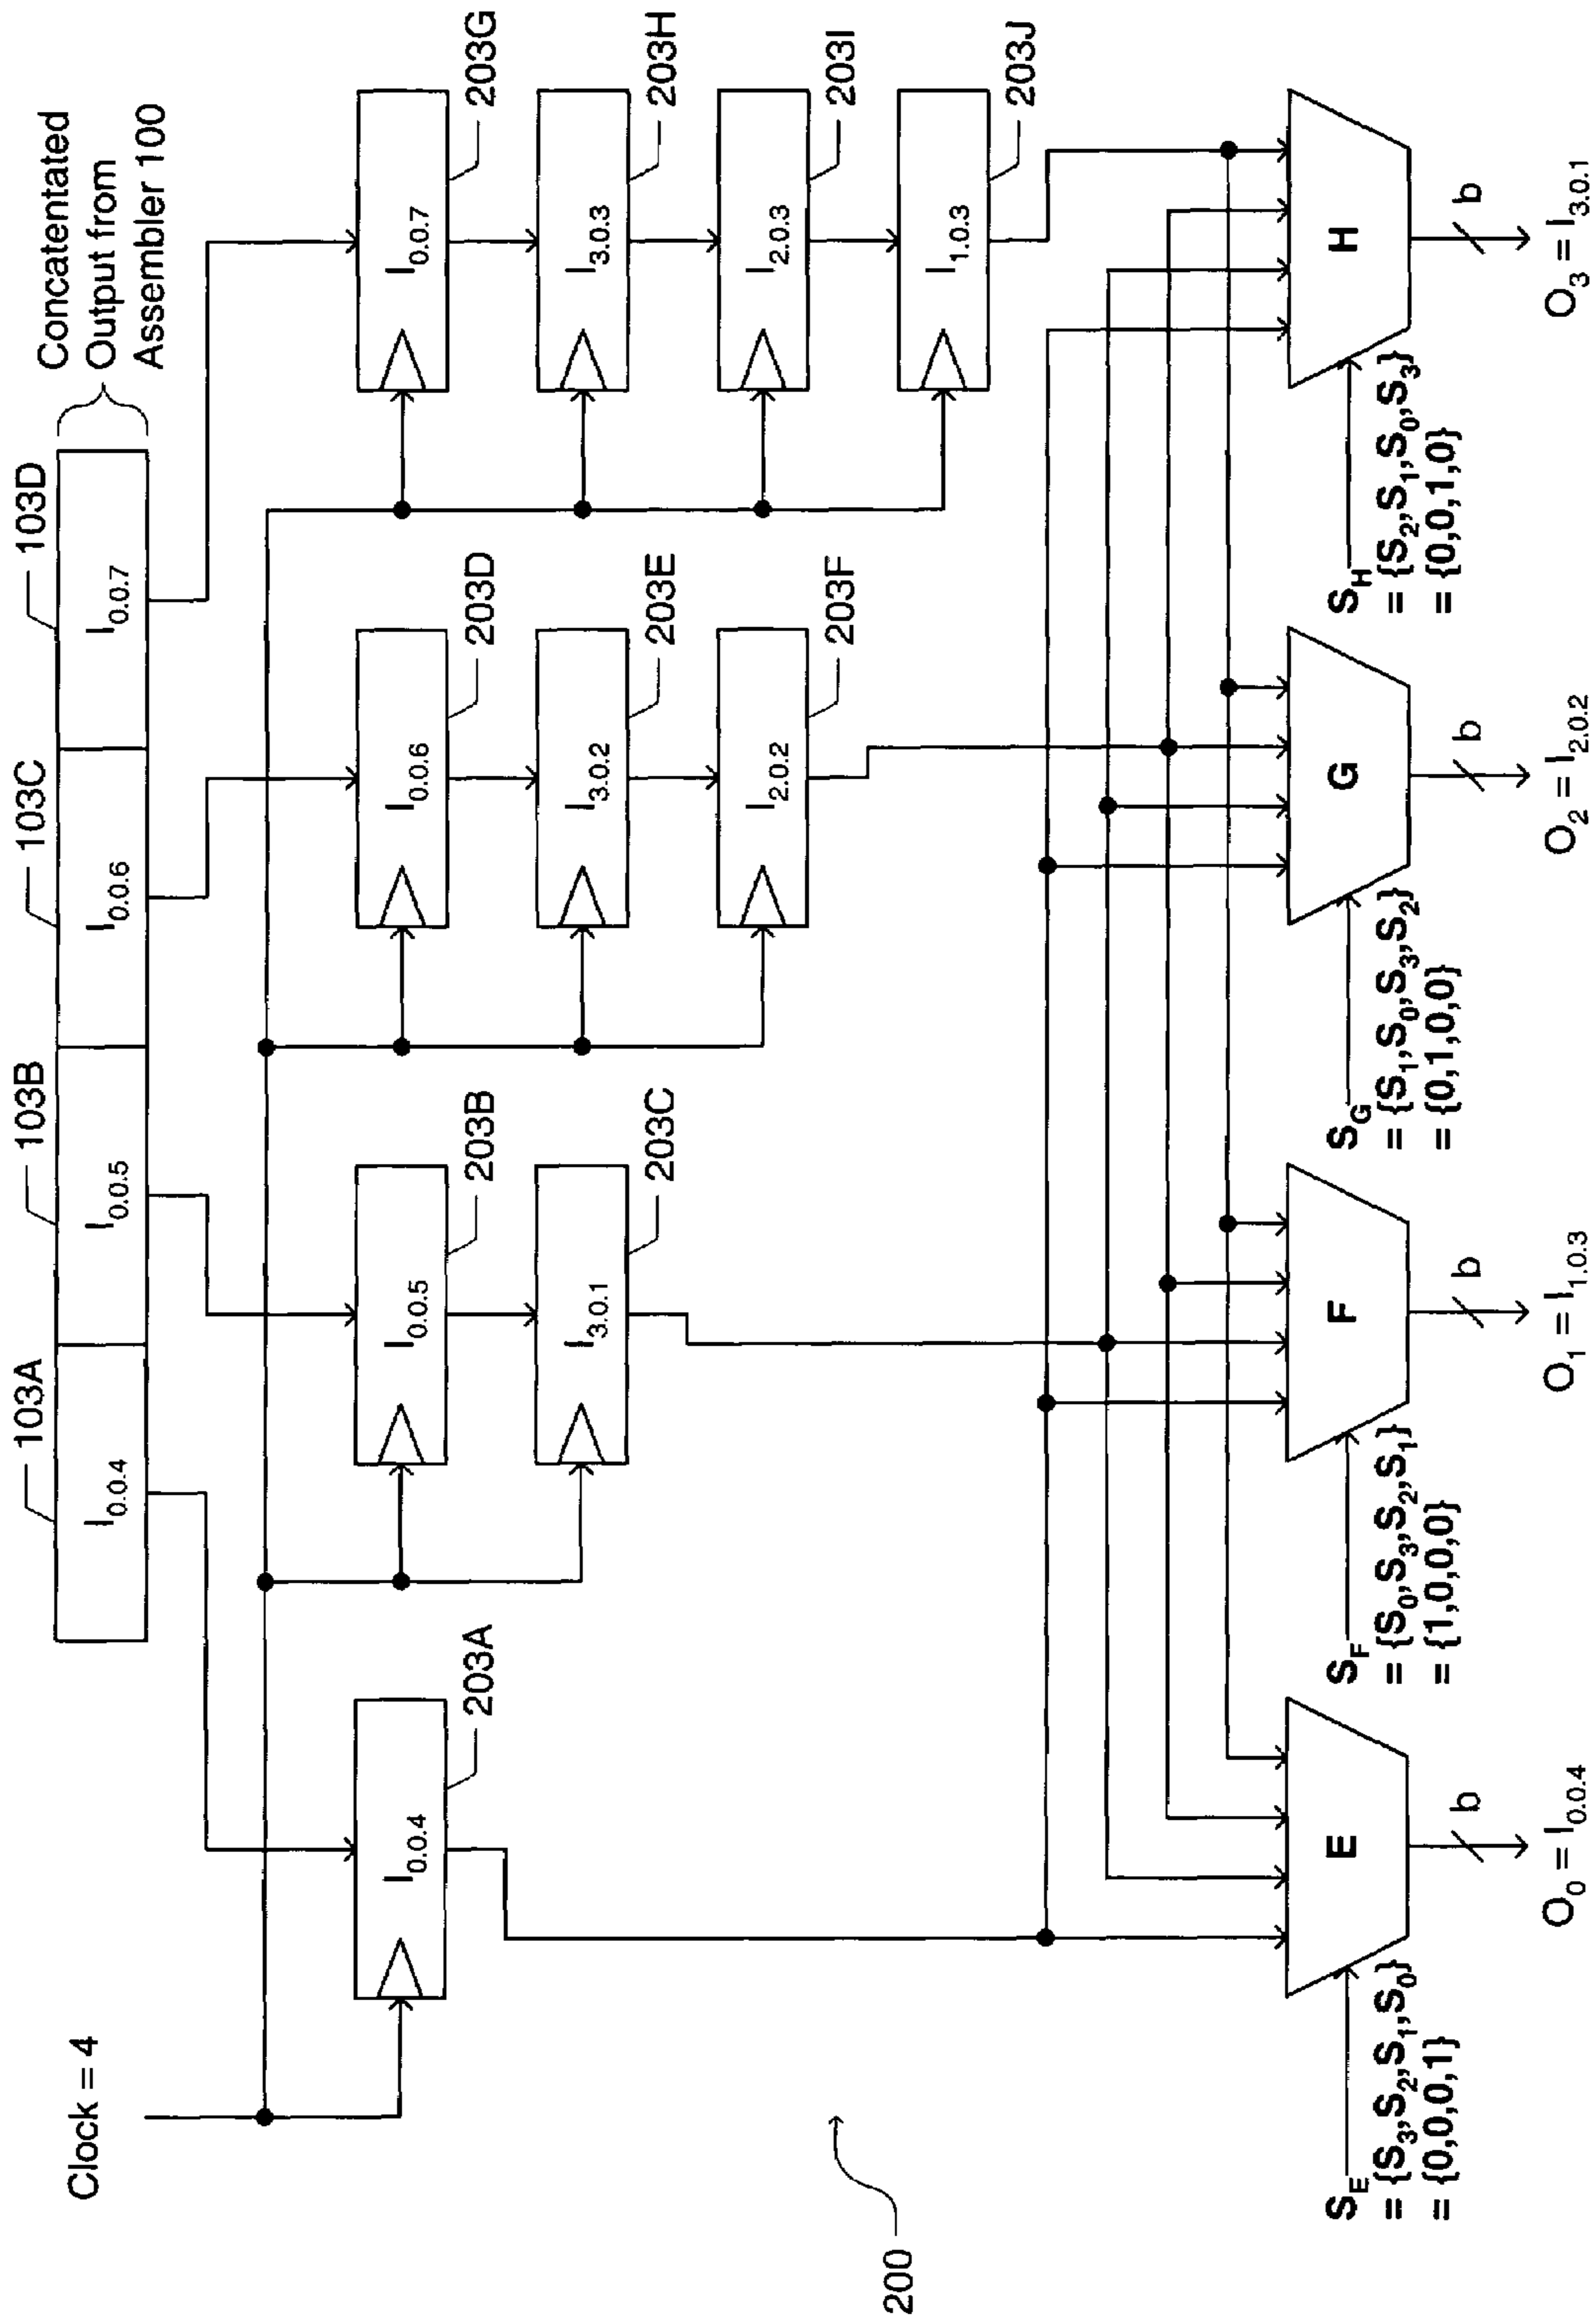 Clock = 4
103A
103B
103C
103D
Concatentated
Output from
Assembler 100
I0.0.4
I0.0.5
I0.0.6
I0.0.7
I0.0.4
203A
I0.0.5
203B
I0.0.6
203D
I0.0.7
203G
I3.0.1
203C
I3.0.2
203E
I3.0.3
203H
I2.0.2
203F
I2.0.3
203I
I1.0.3
203J
200
E
F
G
H
SE
= {S3,S2,S1,S0}
= {0,0,0,1}
SF
= {S0,S3,S2,S1}
= {1,0,0,0}
SG
= {S1,S0,S3,S2}
= {0,1,0,0}
SH
= {S2,S1,S0,S3}
= {0,0,1,0}
b
b
b
b
O0 = I0.0.4
O1 = I1.0.3
O2 = I2.0.2
O3 = I3.0.1